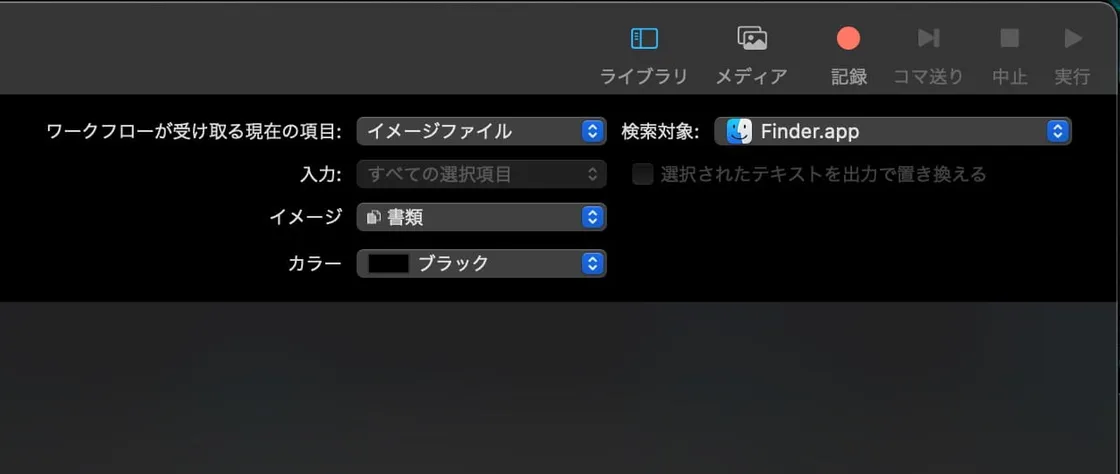 ライブラリ メディア 記録 コマ送り 中止 実行
ワークフローが受け取る現在の項目: イメージファイル 検索対象: Finder.app
入力: すべての選択項目 選択されたテキストを出力で置き換える
イメージ 書類
カラー ブラック